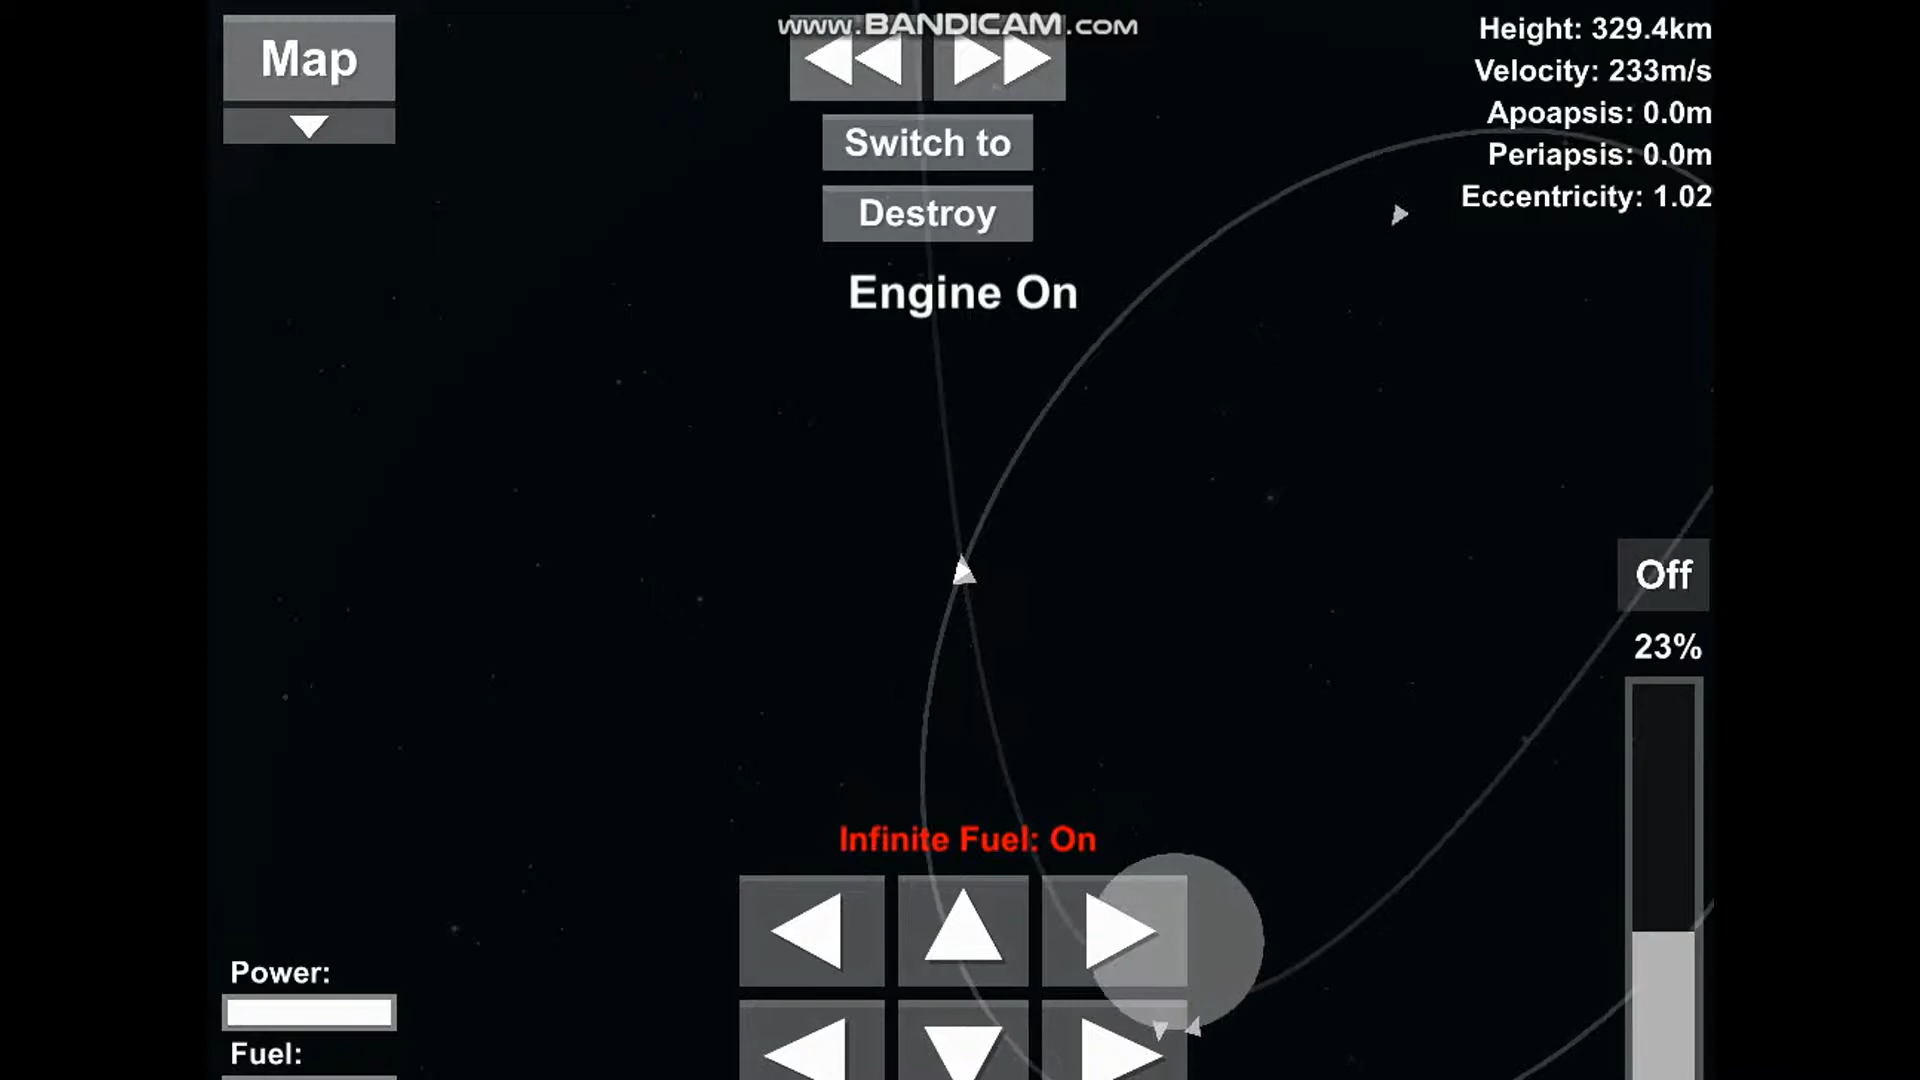 www.BANDICAM.com
Map
Switch to
Destroy
Engine On
Height: 329.4km
Velocity: 233m/s
Apoapsis: 0.0m
Periapsis: 0.0m
Eccentricity: 1.02
Off
23%
Infinite Fuel: On
Power:
Fuel: